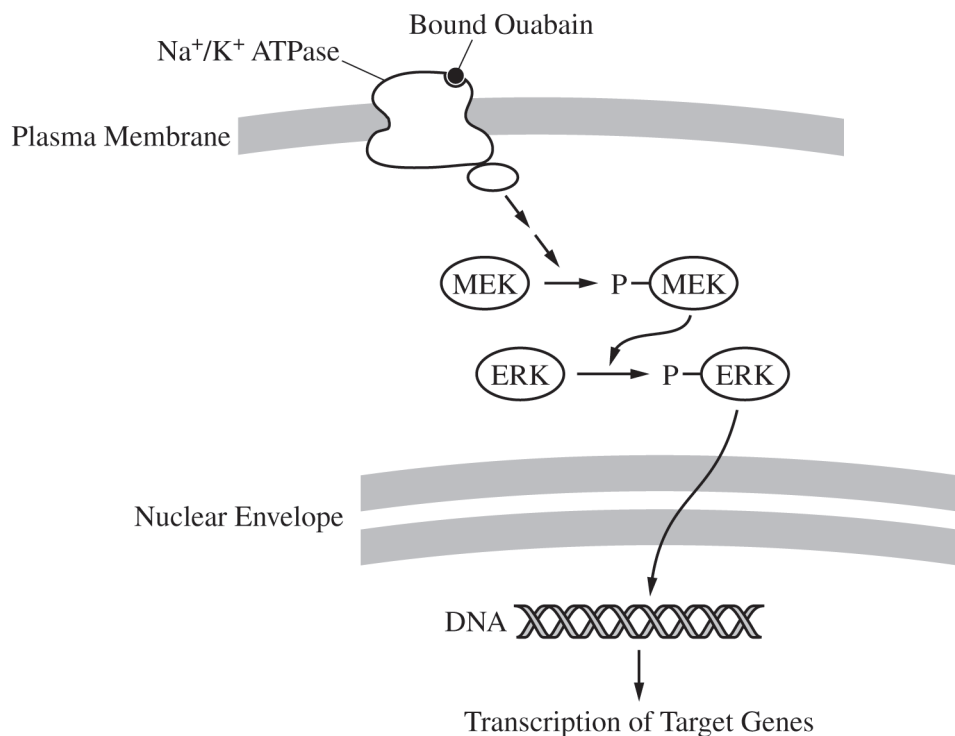 Bound Ouabain
Na⁺/K⁺ ATPase
Plasma Membrane
MEK
P
MEK
ERK
P
ERK
Nuclear Envelope
DNA
Transcription of Target Genes